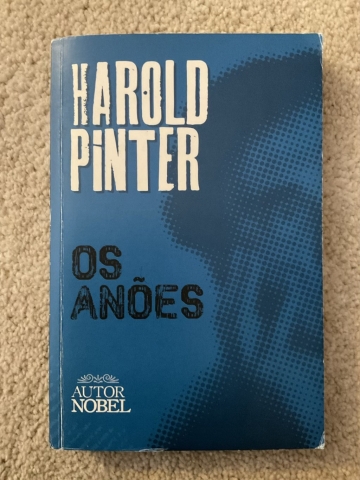 HAROLD
PINTER
OS
ANÕES
AUTOR
NOBEL